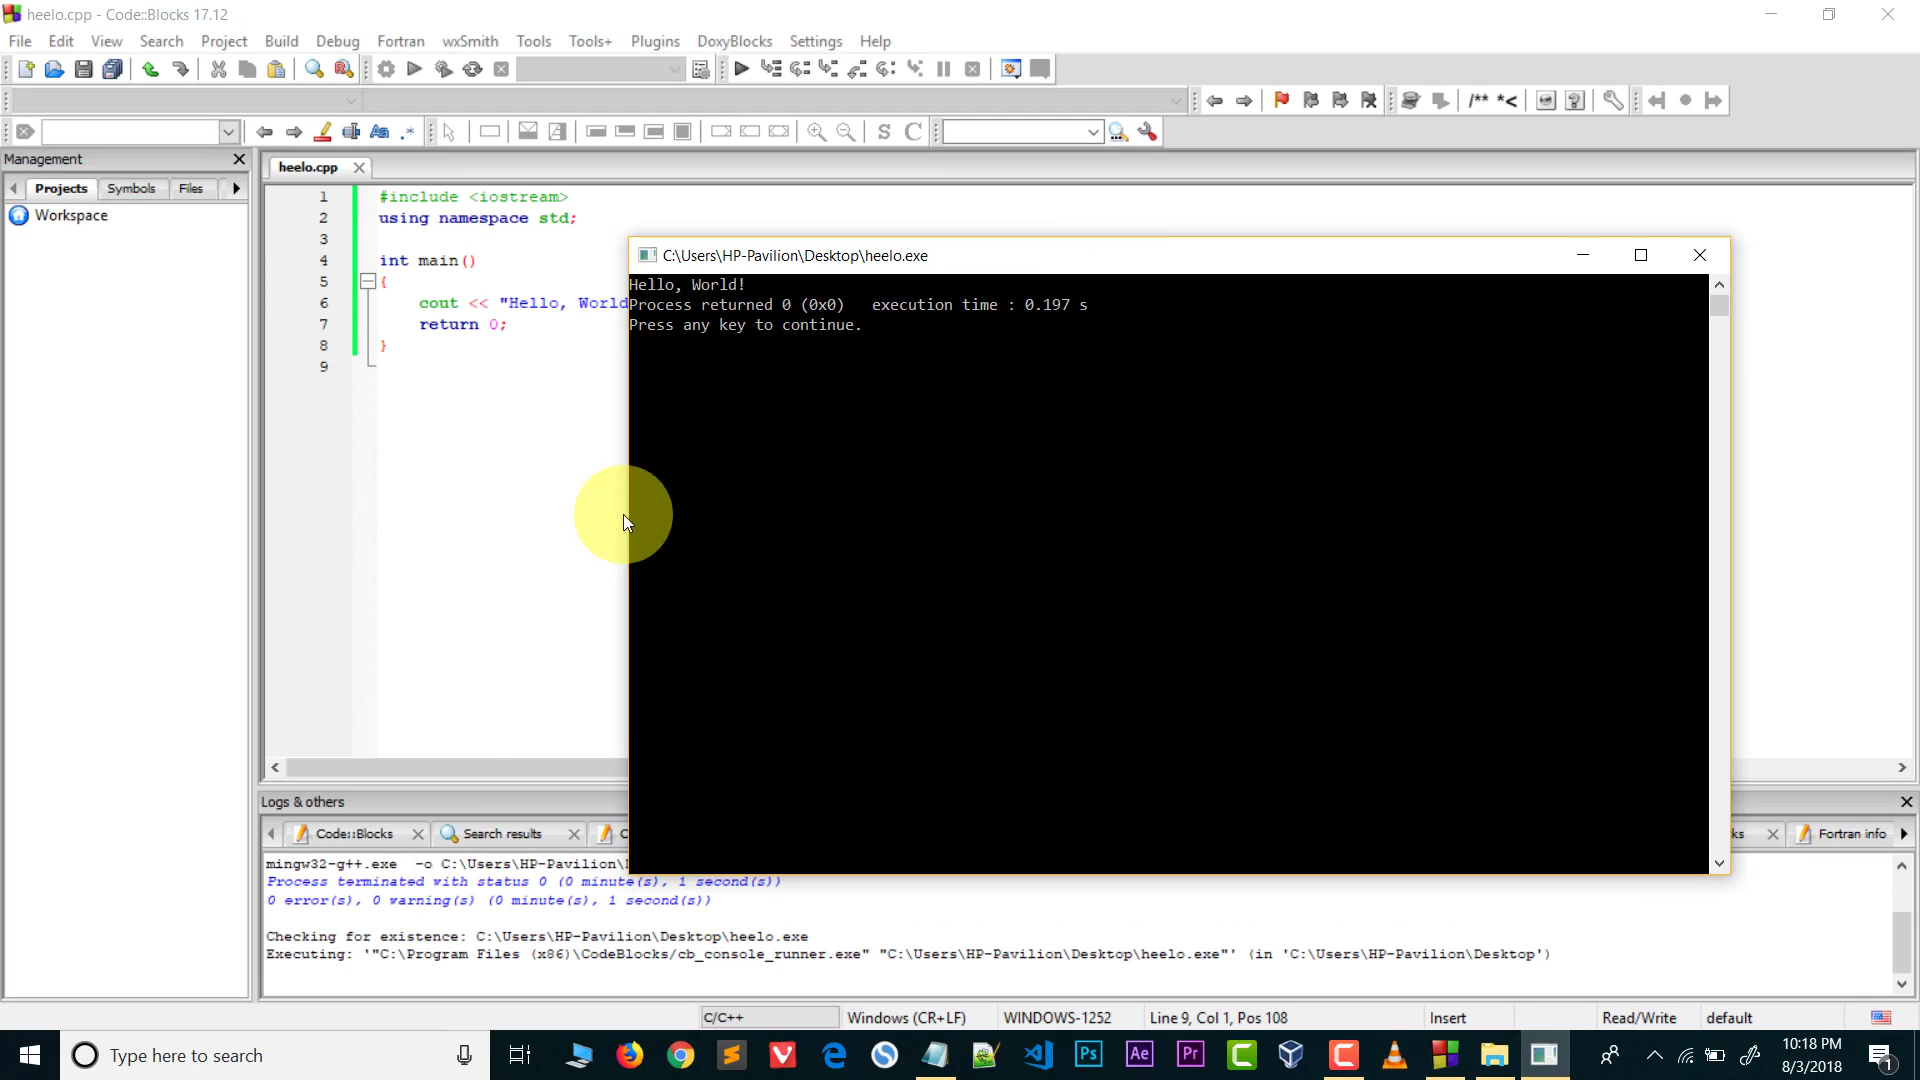 heelo.cpp - Code::Blocks 17.12
File Edit View Search Project Build Debug Fortran wxSmith Tools Tools+ Plugins DoxyBlocks Settings Help
/** *<
Management
Projects Symbols Files
Workspace
heelo.cpp
1 #include <iostream>
2 using namespace std;
3
4 int main()
5 {
6 cout << "Hello, World
7 return 0;
8 }
9
C:\Users\HP-Pavilion\Desktop\heelo.exe
Hello, World!
Process returned 0 (0x0)   execution time : 0.197 s
Press any key to continue.
Logs & others
Code::Blocks Search results C ks Fortran info
mingw32-g++.exe  -o C:\Users\HP-Pavilion\
Process terminated with status 0 (0 minute(s), 1 second(s))
0 error(s), 0 warning(s) (0 minute(s), 1 second(s))
Checking for existence: C:\Users\HP-Pavilion\Desktop\heelo.exe
Executing: '"C:\Program Files (x86)\CodeBlocks/cb_console_runner.exe" "C:\Users\HP-Pavilion\Desktop\heelo.exe"' (in 'C:\Users\HP-Pavilion\Desktop')
C/C++ Windows (CR+LF) WINDOWS-1252 Line 9, Col 1, Pos 108 Insert Read/Write default
Type here to search
Ps Ae Pr
10:18 PM
8/3/2018
1